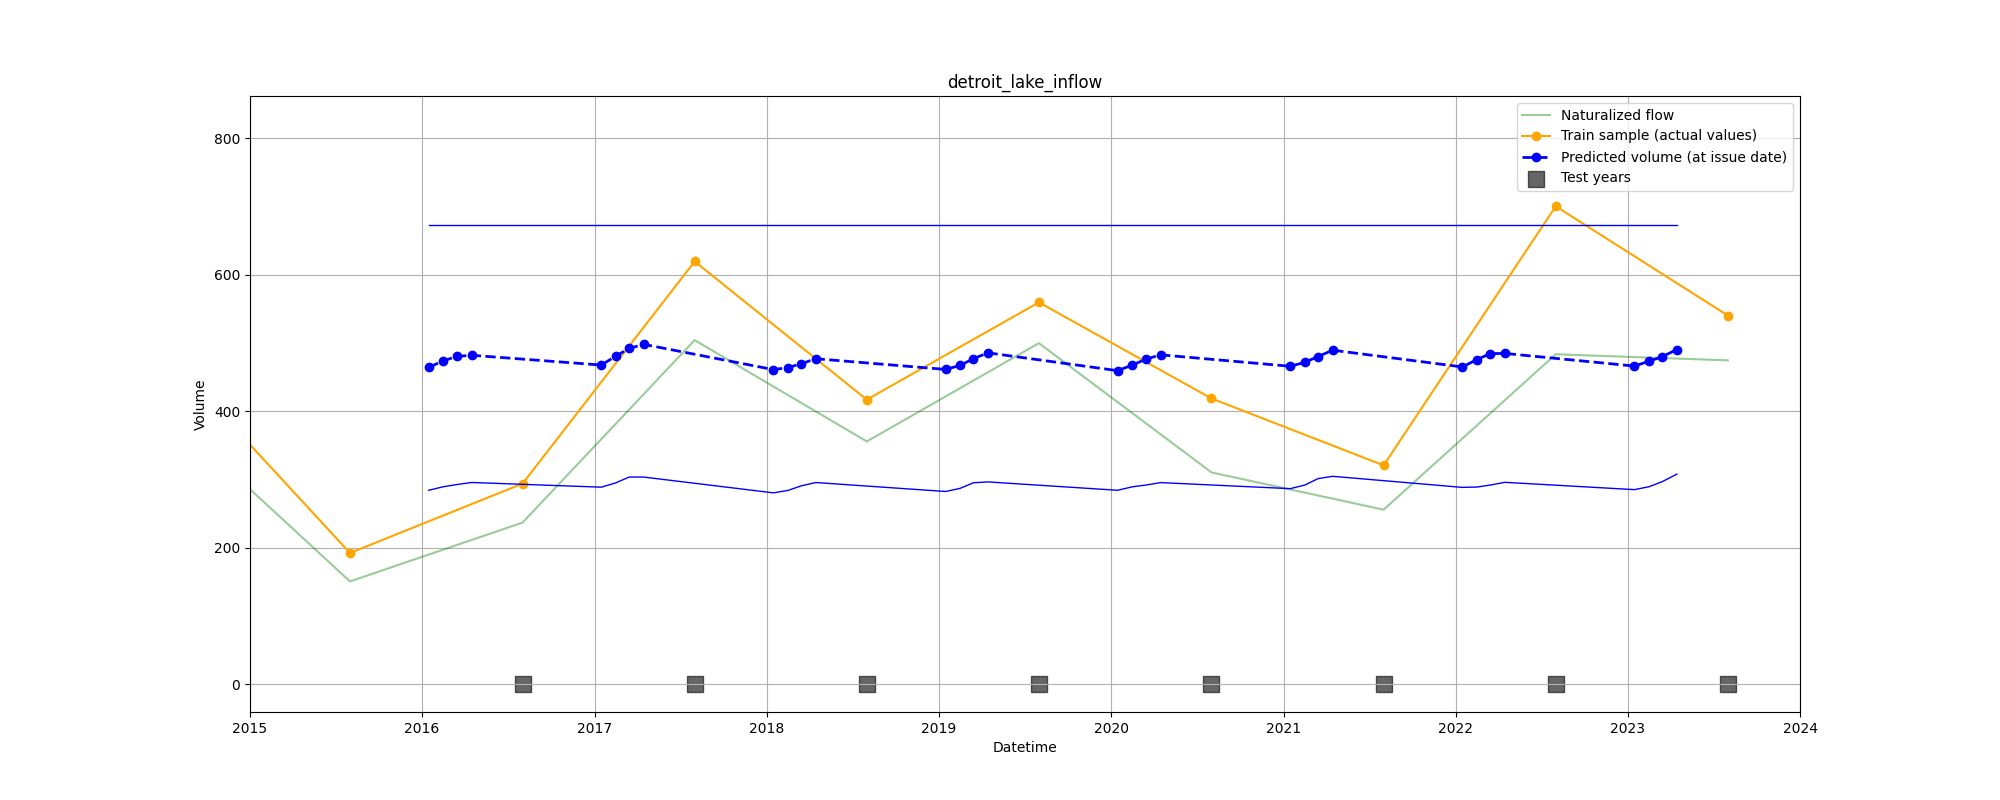 detroit_lake_inflow
Naturalized flow
Train sample (actual values)
Predicted volume (at issue date)
Test years
800
600
400
200
0
Volume
2015
2016
2017
2018
2019
2020
2021
2022
2023
2024
Datetime